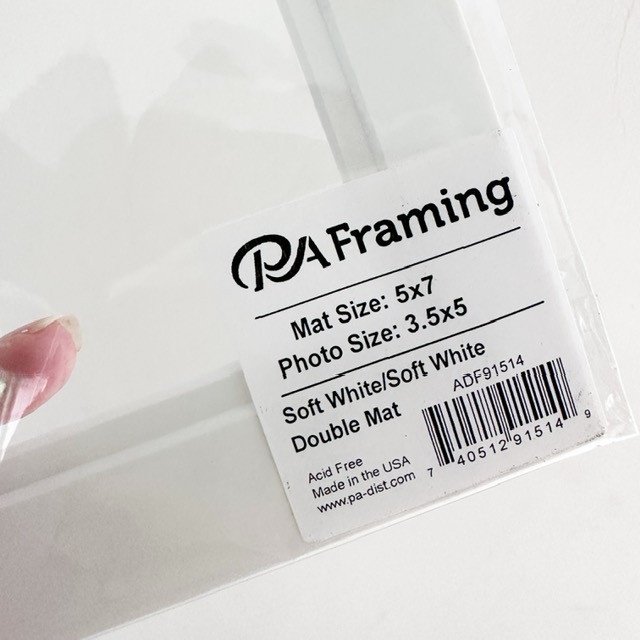 PA Framing
Mat Size: 5x7
Photo Size: 3.5x5
Soft White/Soft White
Double Mat
ADF91514
7 40512 91514 9
Acid Free
Made in the USA
www.pa-dist.com